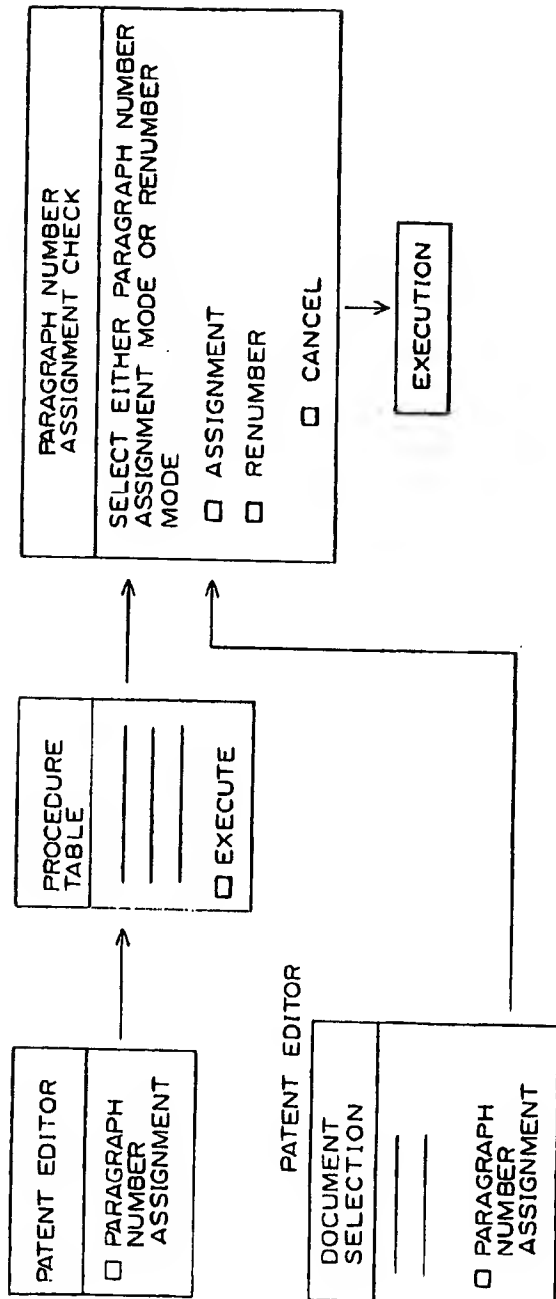 PATENT EDITOR
PARAGRAPH
NUMBER
ASSIGNMENT
PROCEDURE
TABLE
EXECUTE
PARAGRAPH NUMBER
ASSIGNMENT CHECK
SELECT EITHER PARAGRAPH NUMBER
ASSIGNMENT MODE OR RENUMBER
MODE
ASSIGNMENT
RENUMBER
CANCEL
EXECUTION
PATENT EDITOR
DOCUMENT
SELECTION
PARAGRAPH
NUMBER
ASSIGNMENT